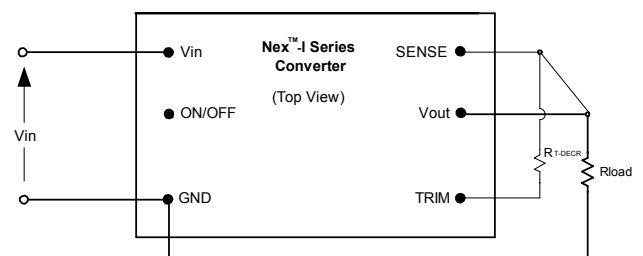 Nex™-I Series
Converter
(Top View)
Vin
ON/OFF
GND
SENSE
Vout
TRIM
Vin
RT-DECR
Rload